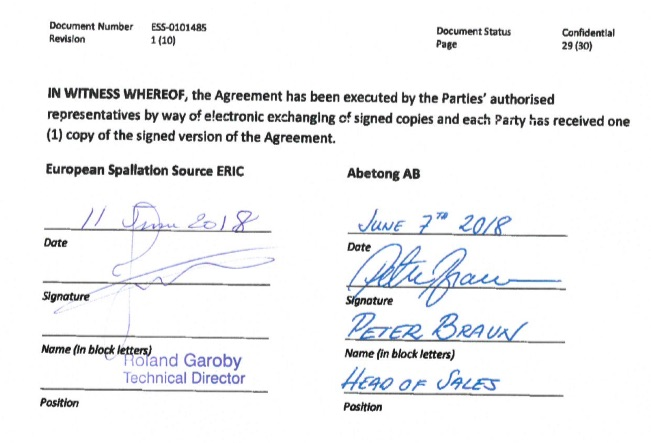 Document Number ESS-0101485 Document Status Confidential
Revision 1 (10) Page 29 (30)
IN WITNESS WHEREOF, the Agreement has been executed by the Parties' authorised
representatives by way of electronic exchanging of signed copies and each Party has received one
(1) copy of the signed version of the Agreement.
European Spallation Source ERIC
11 June 2018
Date
Signature
Name (in block letters)
Roland Garoby
Technical Director
Position
Abetong AB
JUNE 7TH 2018
Date
Peter Braun
Signature
PETER BRAUN
Name (in block letters)
HEAD OF SALES
Position